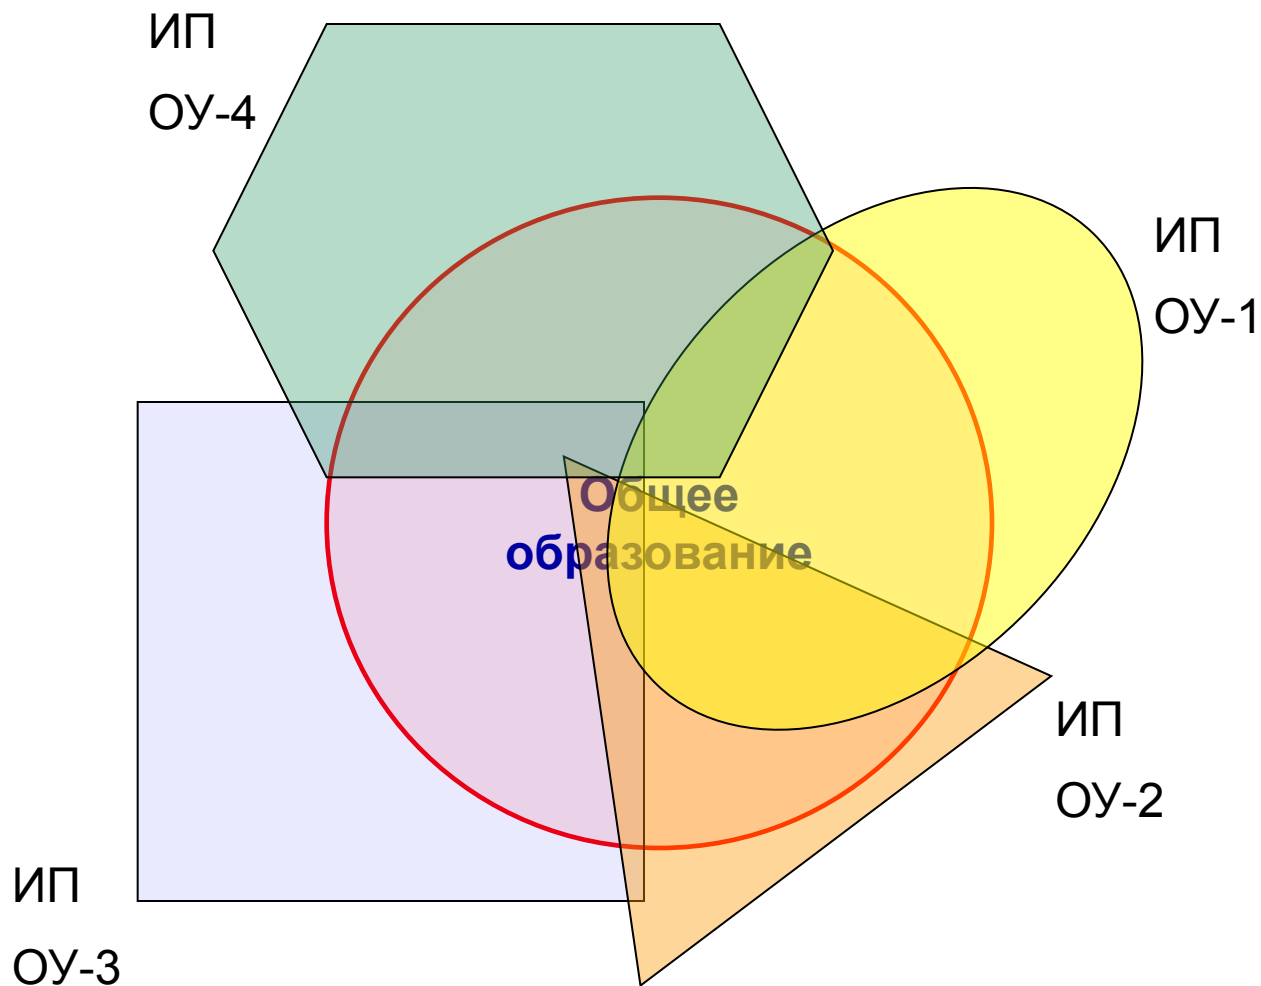 ИП
ОУ-4
ИП
ОУ-1
Общее
образование
ИП
ОУ-2
ИП
ОУ-3